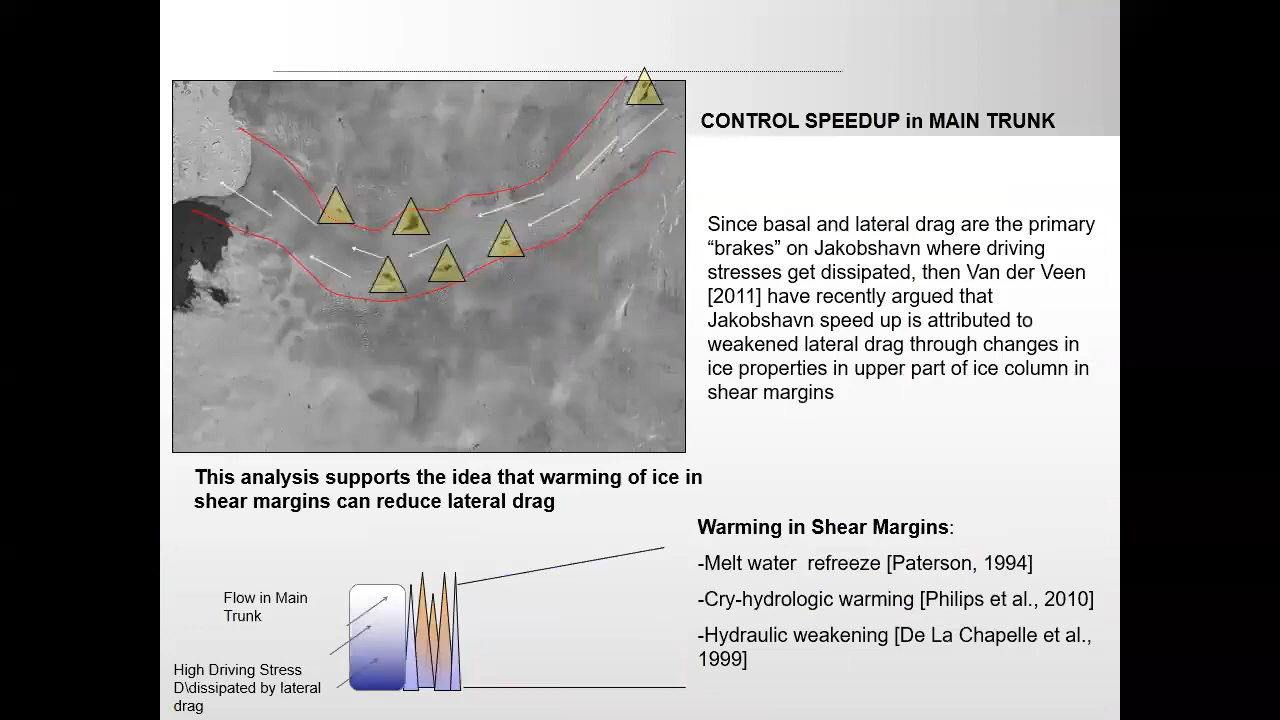 CONTROL SPEEDUP in MAIN TRUNK
Since basal and lateral drag are the primary
“brakes” on Jakobshavn where driving
stresses get dissipated, then Van der Veen
[2011] have recently argued that
Jakobshavn speed up is attributed to
weakened lateral drag through changes in
ice properties in upper part of ice column in
shear margins
This analysis supports the idea that warming of ice in
shear margins can reduce lateral drag
Warming in Shear Margins:
-Melt water  refreeze [Paterson, 1994]
-Cry-hydrologic warming [Philips et al., 2010]
-Hydraulic weakening [De La Chapelle et al.,
1999]
Flow in Main
Trunk
High Driving Stress
D\dissipated by lateral
drag